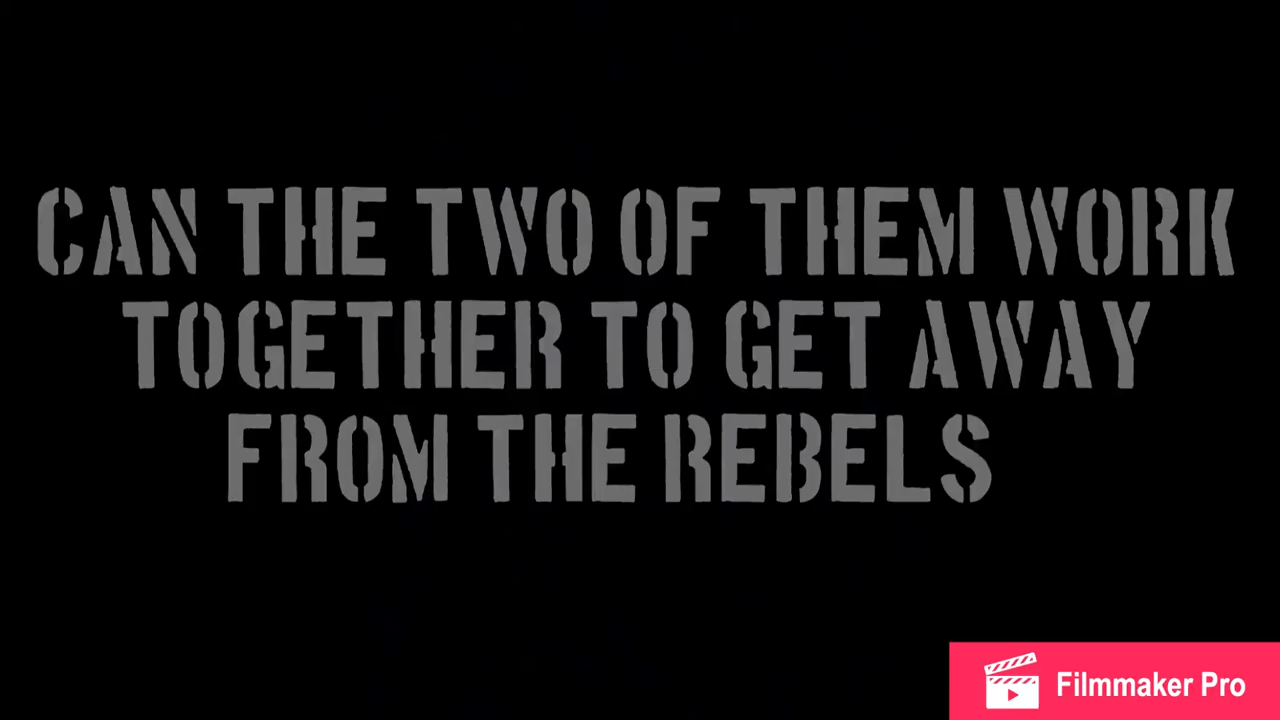 CAN THE TWO OF THEM WORK
TOGETHER TO GET AWAY
FROM THE REBELS
Filmmaker Pro